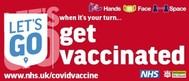 Hands Face Space
when it's your turn...
LET'S
GO
get
vaccinated
www.nhs.uk/covidvaccine
NHS